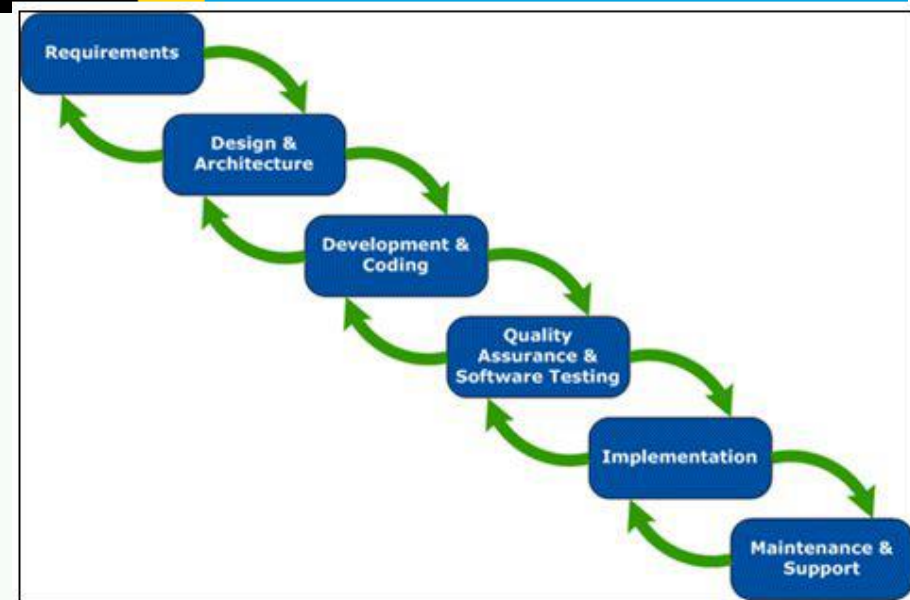 Requirements
Design &
Architecture
Development &
Coding
Quality
Assurance &
Software Testing
Implementation
Maintenance &
Support